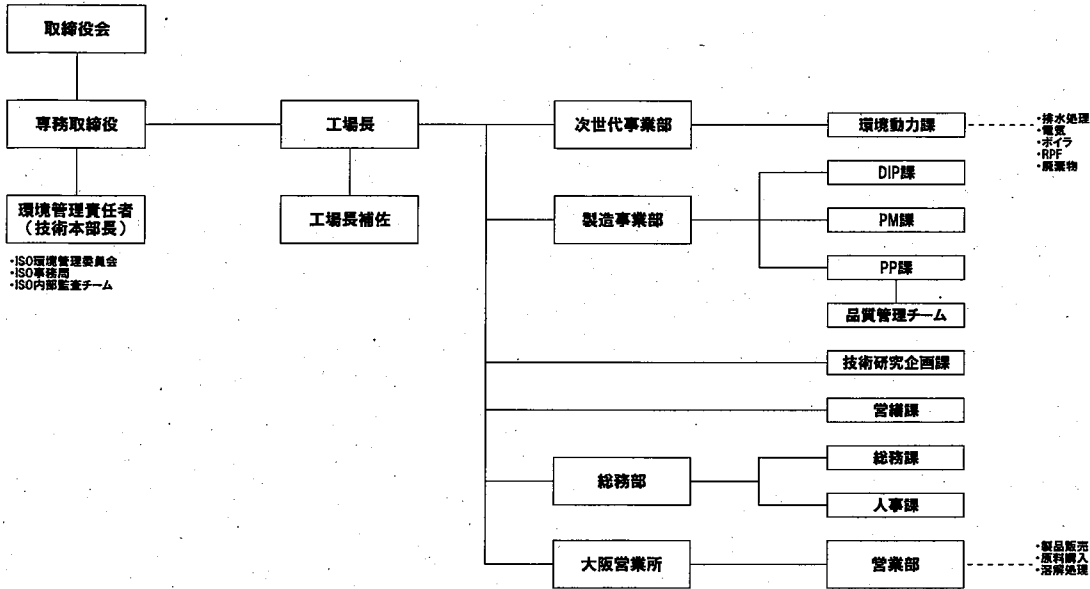 取締役会
専務取締役
環境管理責任者
（技術本部長）
・ISO環境管理委員会
・ISO事務局
・ISO内部監査チーム
工場長
工場長補佐
次世代事業部
環境動力課
・排水処理
・電気
・ボイラ
・RPF
・廃棄物
製造事業部
DIP課
PM課
PP課
品質管理チーム
技術研究企画課
営繕課
総務部
総務課
人事課
大阪営業所
営業部
・製品販売
・原料購入
・溶解処理